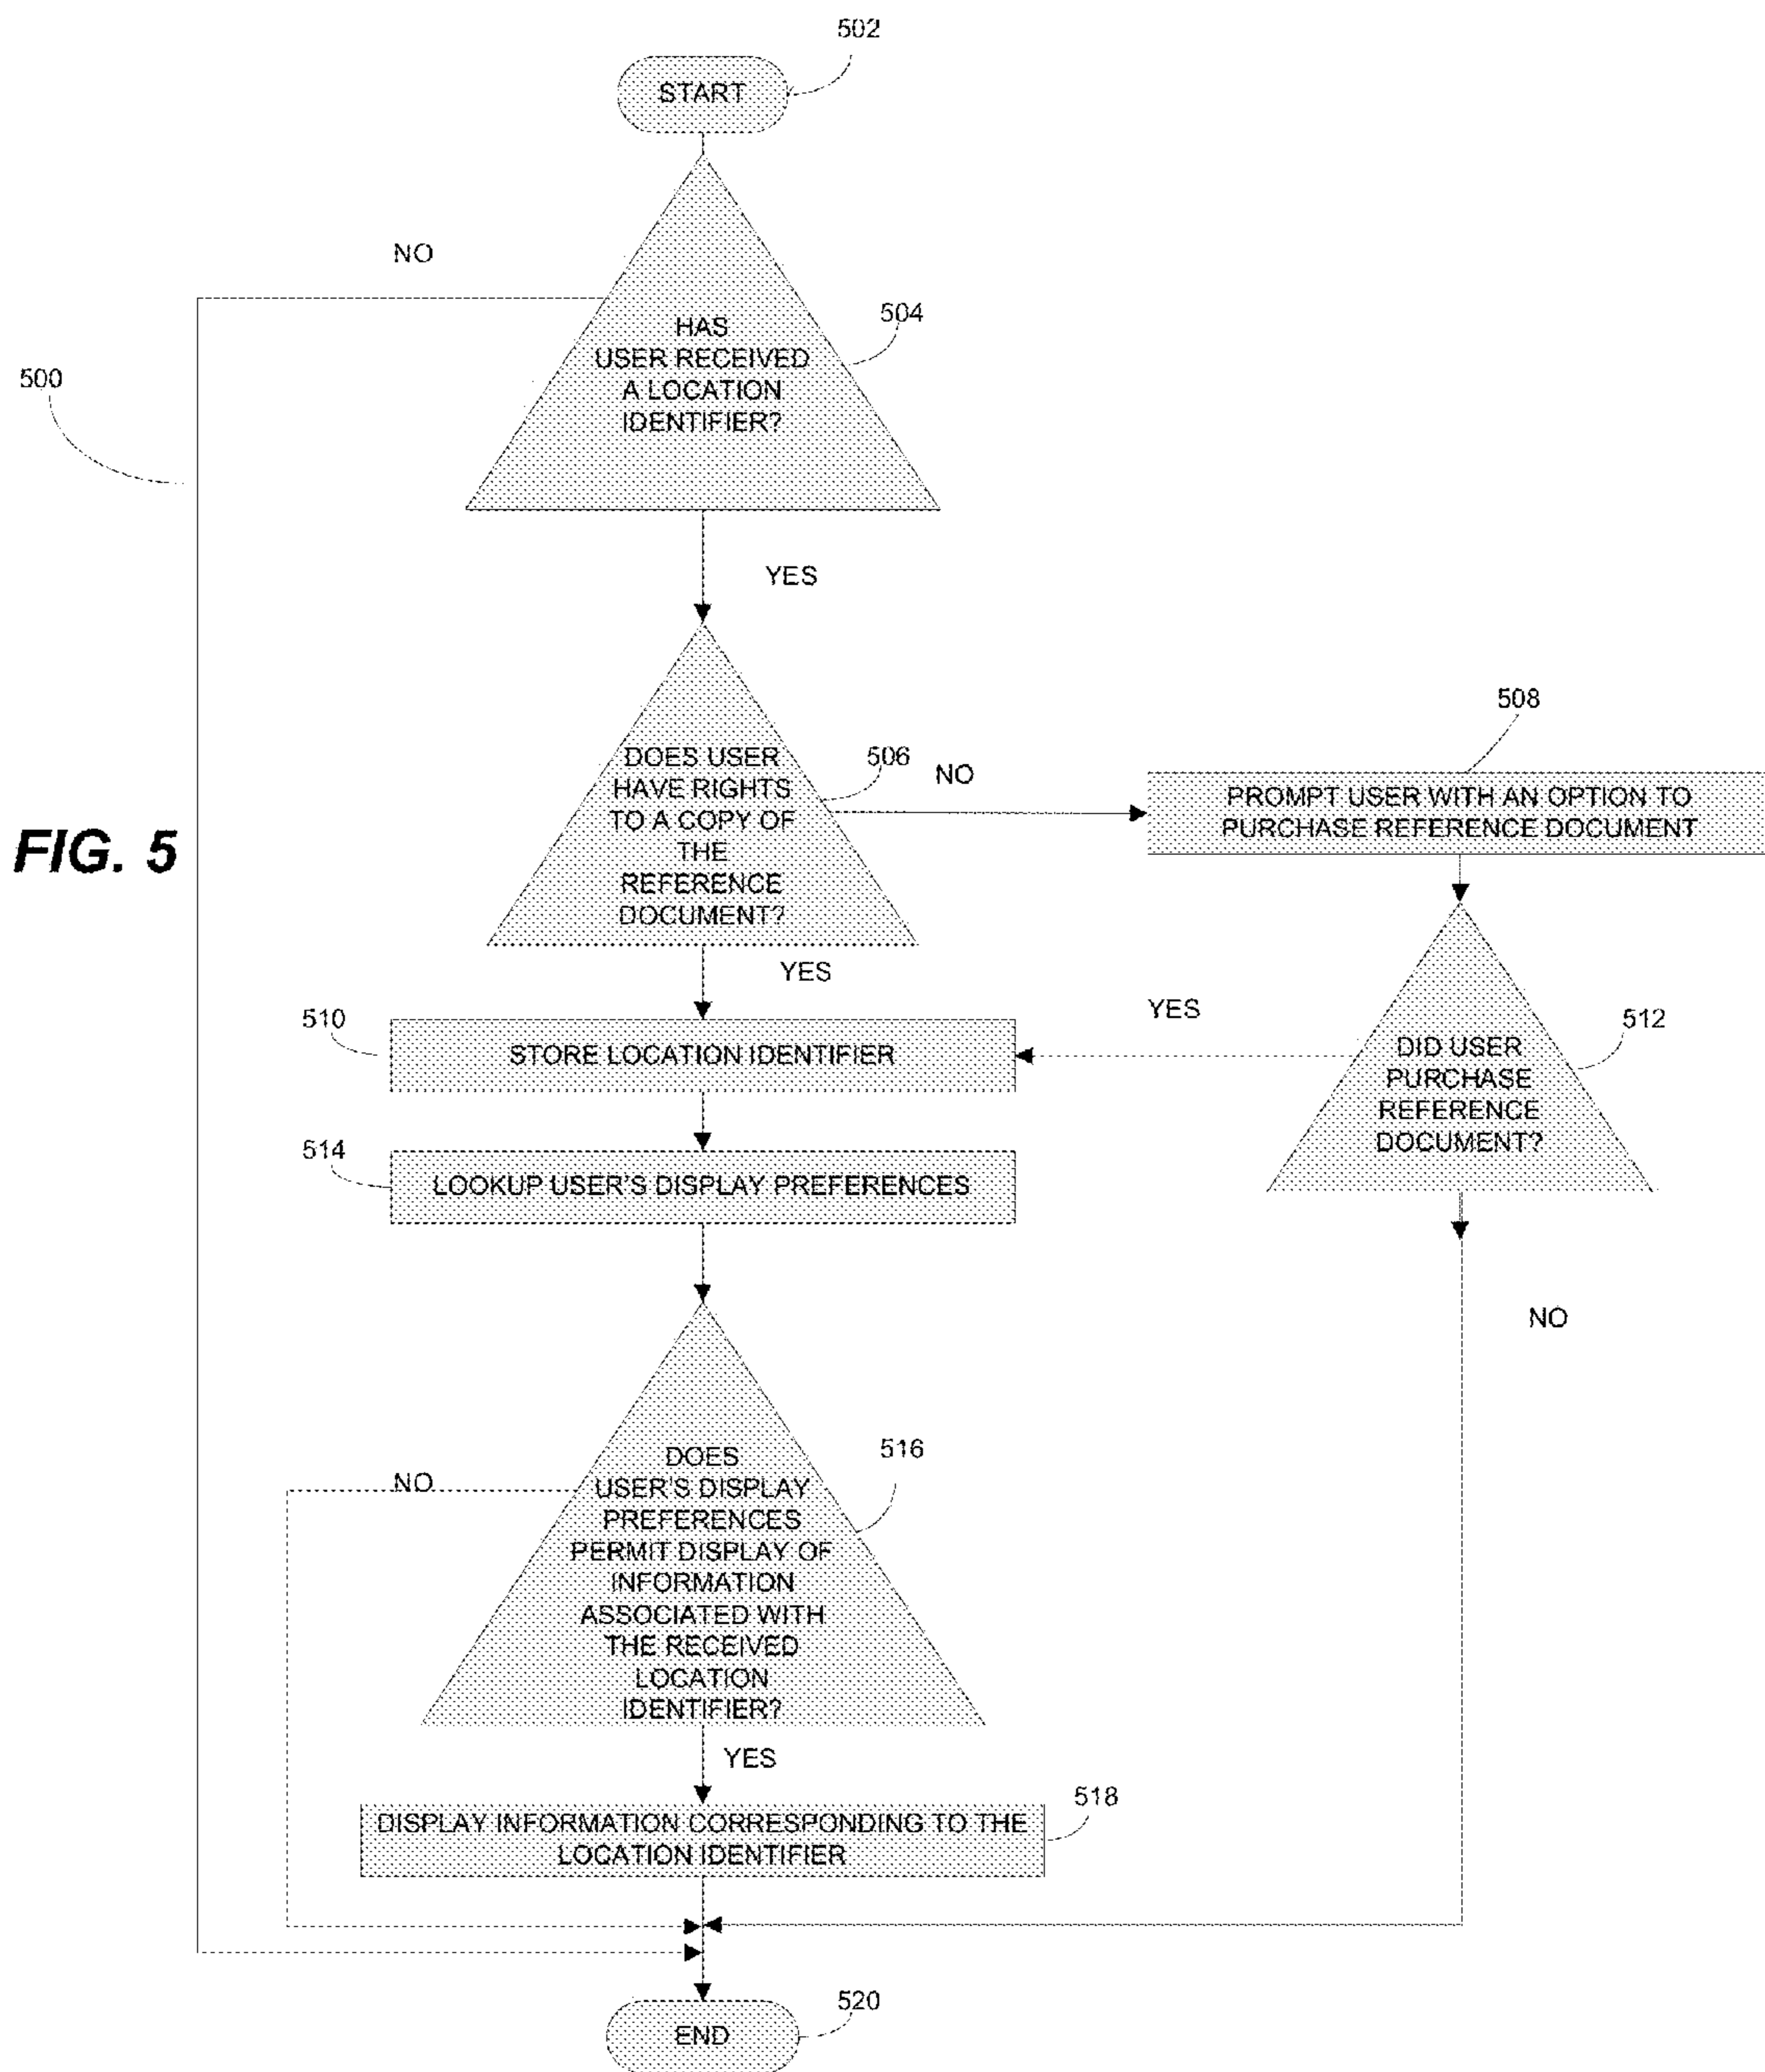 502
START
NO
504
HAS
USER RECEIVED
A LOCATION
IDENTIFIER?
500
YES
508
506
NO
DOES USER
HAVE RIGHTS
TO A COPY OF
THE
REFERENCE
DOCUMENT?
PROMPT USER WITH AN OPTION TO
PURCHASE REFERENCE DOCUMENT
FIG. 5
YES
YES
510
STORE LOCATION IDENTIFIER
512
DID USER
PURCHASE
REFERENCE
DOCUMENT?
514
LOOKUP USER'S DISPLAY PREFERENCES
NO
516
NO
DOES
USER'S DISPLAY
PREFERENCES
PERMIT DISPLAY OF
INFORMATION
ASSOCIATED WITH
THE RECEIVED
LOCATION
IDENTIFIER?
YES
518
DISPLAY INFORMATION CORRESPONDING TO THE
LOCATION IDENTIFIER
520
END